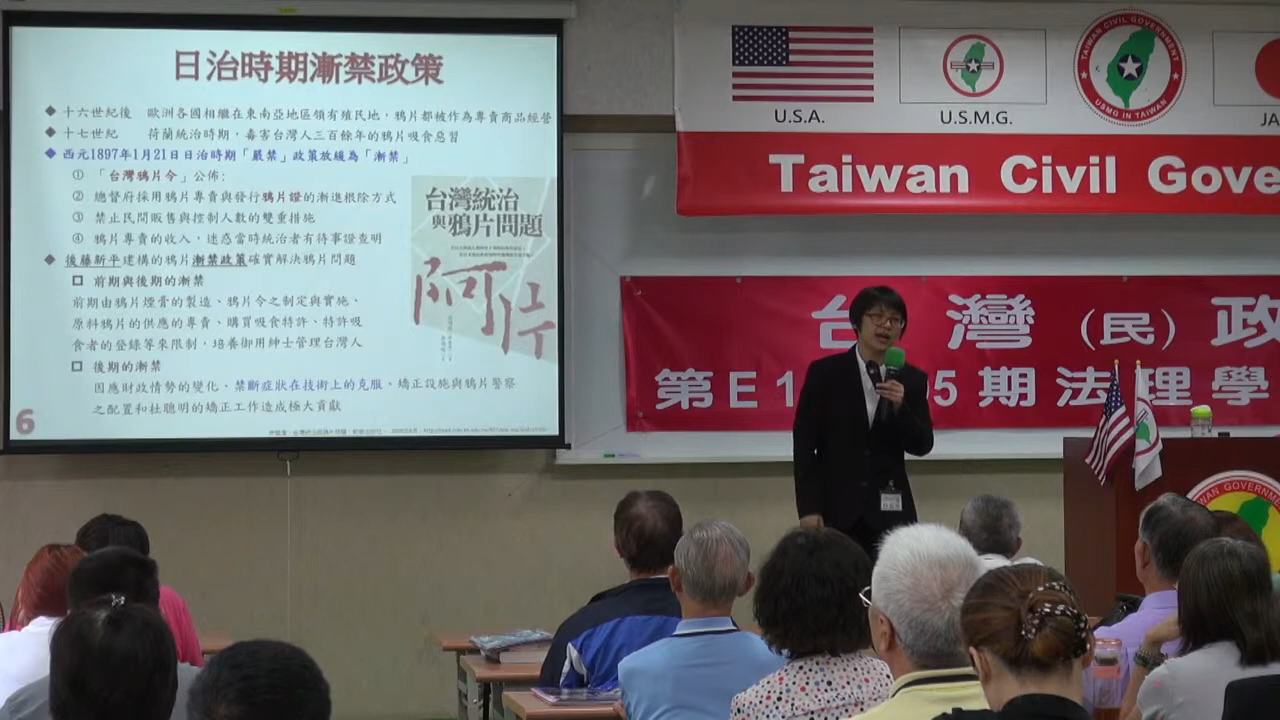 日治時期漸禁政策
◆ 十六世紀後 歐洲各國相繼在東南亞地區領有殖民地，鴉片都被作為專賣商品經營
◆ 十七世紀 荷蘭統治時期，毒害台灣人三百餘年的鴉片吸食惡習
◆ 西元1897年1月21日日治時期「嚴禁」政策放緩為「漸禁」
① 「台灣鴉片令」公佈:
② 總督府採用鴉片專賣與發行鴉片證的漸進根除方式
③ 禁止民間販售與控制人數的雙重措施
④ 鴉片專賣的收入，迷惑當時統治者有待事證查明
◆ 後藤新平建構的鴉片漸禁政策確實解決鴉片問題
☐ 前期與後期的漸禁
前期由鴉片煙膏的製造、鴉片令之制定與實施、
原料鴉片的供應的專賣、購買吸食特許、特許吸
食者的登錄等來限制，培養御用紳士管理台灣人
☐ 後期的漸禁
因應財政情勢的變化、禁斷症狀在技術上的克服、矯正設施與鴉片警察
之配置和杜聰明的矯正工作造成極大貢獻
6
台灣統治
與鴉片問題
阿片
U.S.A.
U.S.M.G.
TAIWAN CIVIL GOVERNMENT
USMG IN TAIWAN
JA
Taiwan Civil Gove
台灣(民)政
第E1 5期法理學
WAN GOVERNMEN